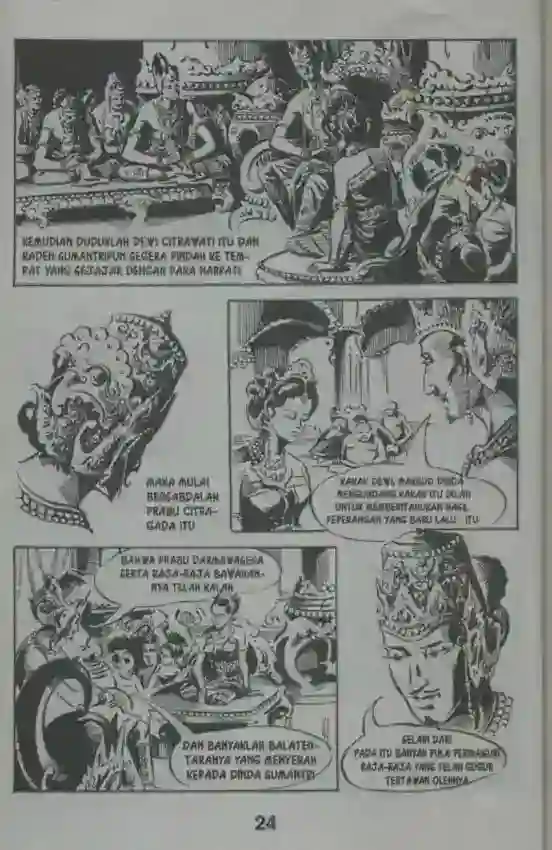 KEMUDIAN DUDUKLAH DEWI CITRAWATI ITU DAN
RADEN SUMANTRIPUN SEGERA PINDAH KE TEM-
PAT YANG SEJAJAR DENGAN PARA NARPATI
MAKA MULAI
BERSABDALAH
PRABU CITRA-
GADA ITU
KAKAK DEWI, MAKSUD DINDA
MENGUNDANG KAKAK ITU IALAH
UNTUK MEMBERITAHUKAN HASIL
PEPERANGAN YANG BARU LALU ITU
BAHWA PRABU DARMAWASESA
SERTA RAJA-RAJA BAWAHAN-
NYA TELAH KALAH
DAN BANYAKLAH BALATEN-
TARANYA YANG MENYERAH
KEPADA DINDA SUMANTRI
SELAIN DARI
PADA ITU BANYAK PULA PERMAISURI
RAJA-RAJA YANG TELAH GUGUR
TERTAWAN OLEHNYA
24